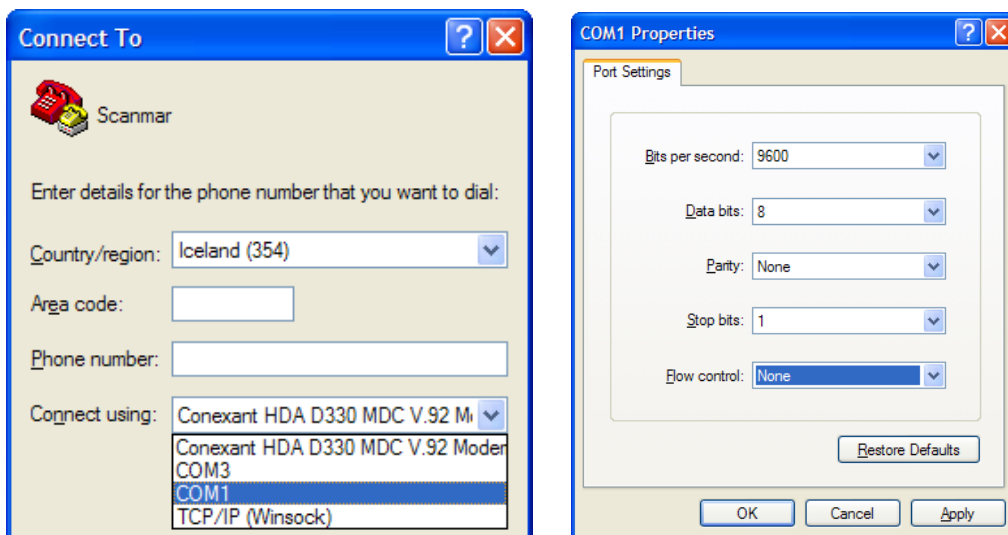 Connect To
Scanmar
Enter details for the phone number that you want to dial:
Country/region: Iceland (354)
Area code:
Phone number:
Connect using: Conexant HDA D330 MDC V.92 M
Conexant HDA D330 MDC V.92 Modem
COM3
COM1
TCP/IP (Winsock)
COM1 Properties
Port Settings
Bits per second: 9600
Data bits: 8
Parity: None
Stop bits: 1
Flow control: None
Restore Defaults
OK Cancel Apply